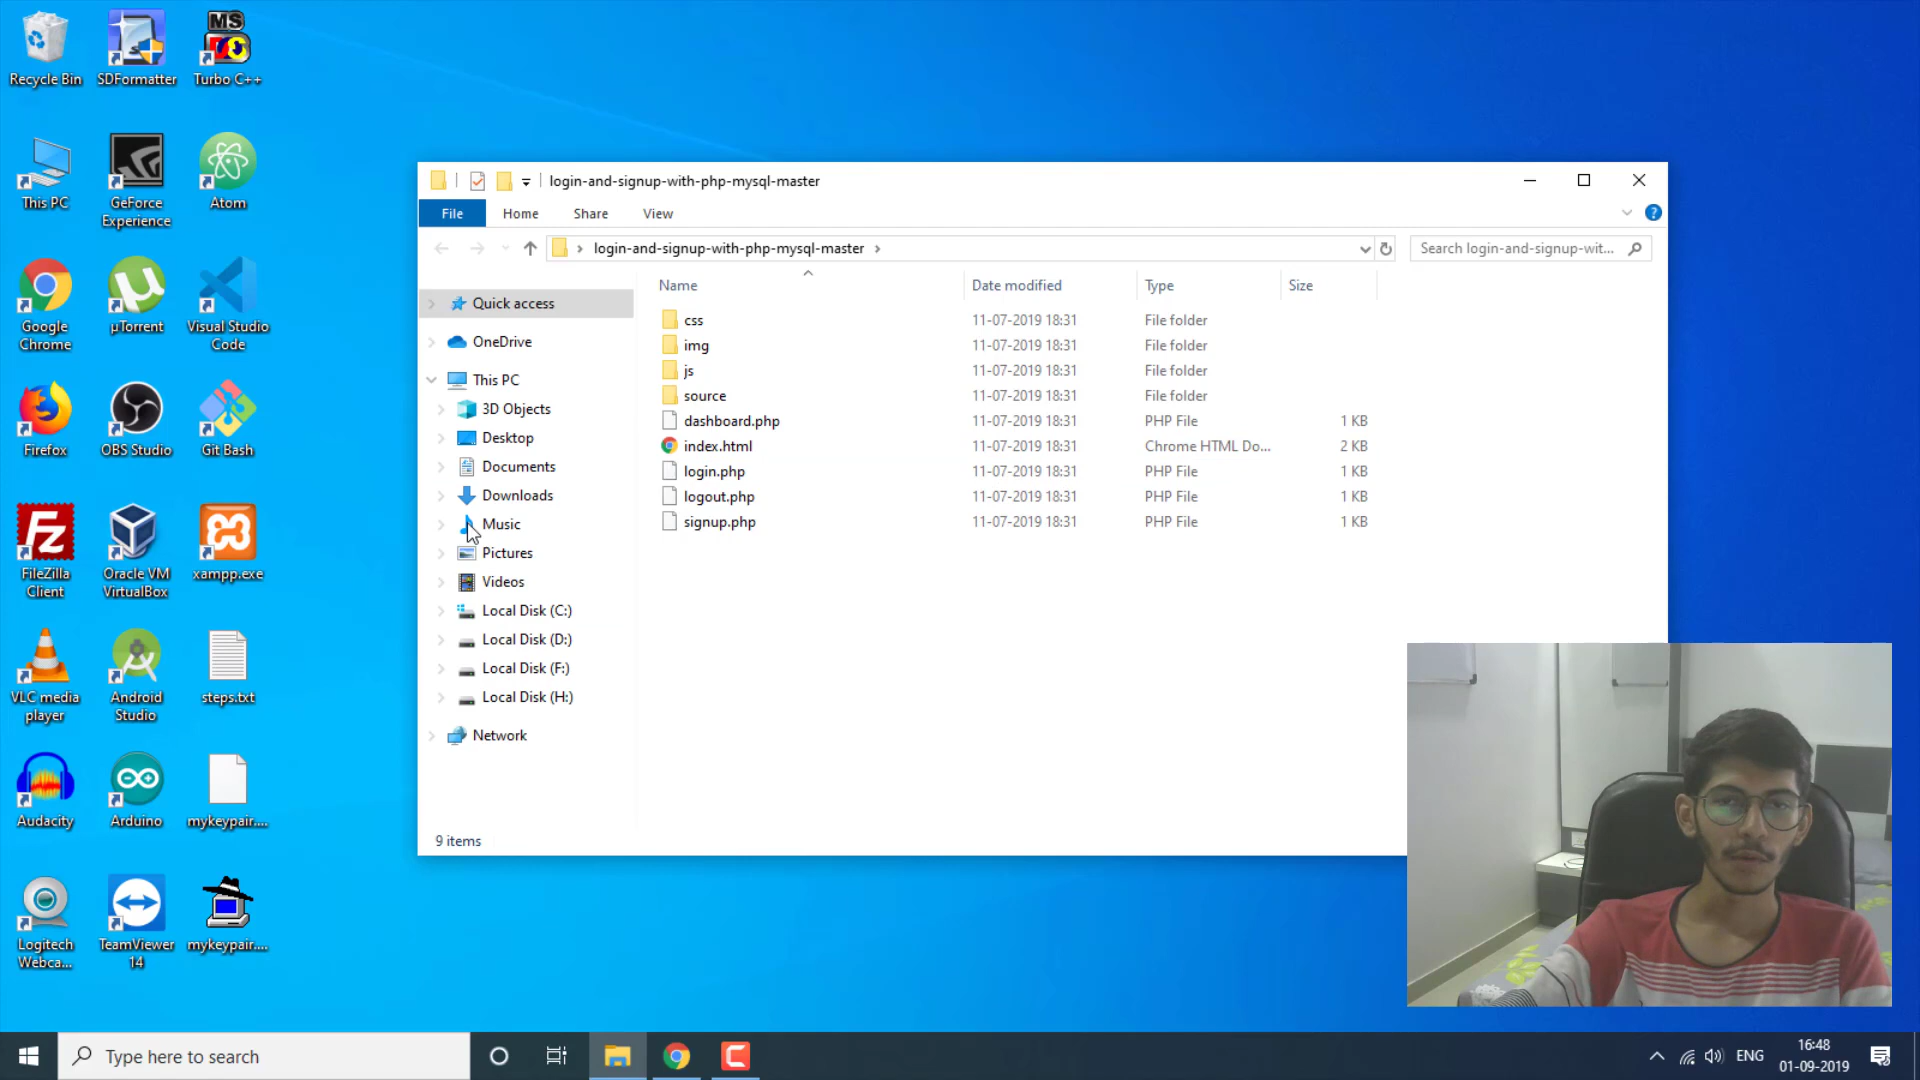 Recycle Bin
SDFormatter
Turbo C++
This PC
GeForce
Experience
Atom
Google
Chrome
µTorrent
Visual Studio
Code
Firefox
OBS Studio
Git Bash
FileZilla
Client
Oracle VM
VirtualBox
xampp.exe
VLC media
player
Android
Studio
steps.txt
Audacity
Arduino
mykeypair....
Logitech
Webca...
TeamViewer
14
mykeypair....
login-and-signup-with-php-mysql-master
File
Home
Share
View
login-and-signup-with-php-mysql-master
Search login-and-signup-wit...
Quick access
OneDrive
This PC
3D Objects
Desktop
Documents
Downloads
Music
Pictures
Videos
Local Disk (C:)
Local Disk (D:)
Local Disk (F:)
Local Disk (H:)
Network
Name Date modified Type Size
css 11-07-2019 18:31 File folder
img 11-07-2019 18:31 File folder
js 11-07-2019 18:31 File folder
source 11-07-2019 18:31 File folder
dashboard.php 11-07-2019 18:31 PHP File 1 KB
index.html 11-07-2019 18:31 Chrome HTML Do... 2 KB
login.php 11-07-2019 18:31 PHP File 1 KB
logout.php 11-07-2019 18:31 PHP File 1 KB
signup.php 11-07-2019 18:31 PHP File 1 KB
9 items
Type here to search
ENG
16:48
01-09-2019